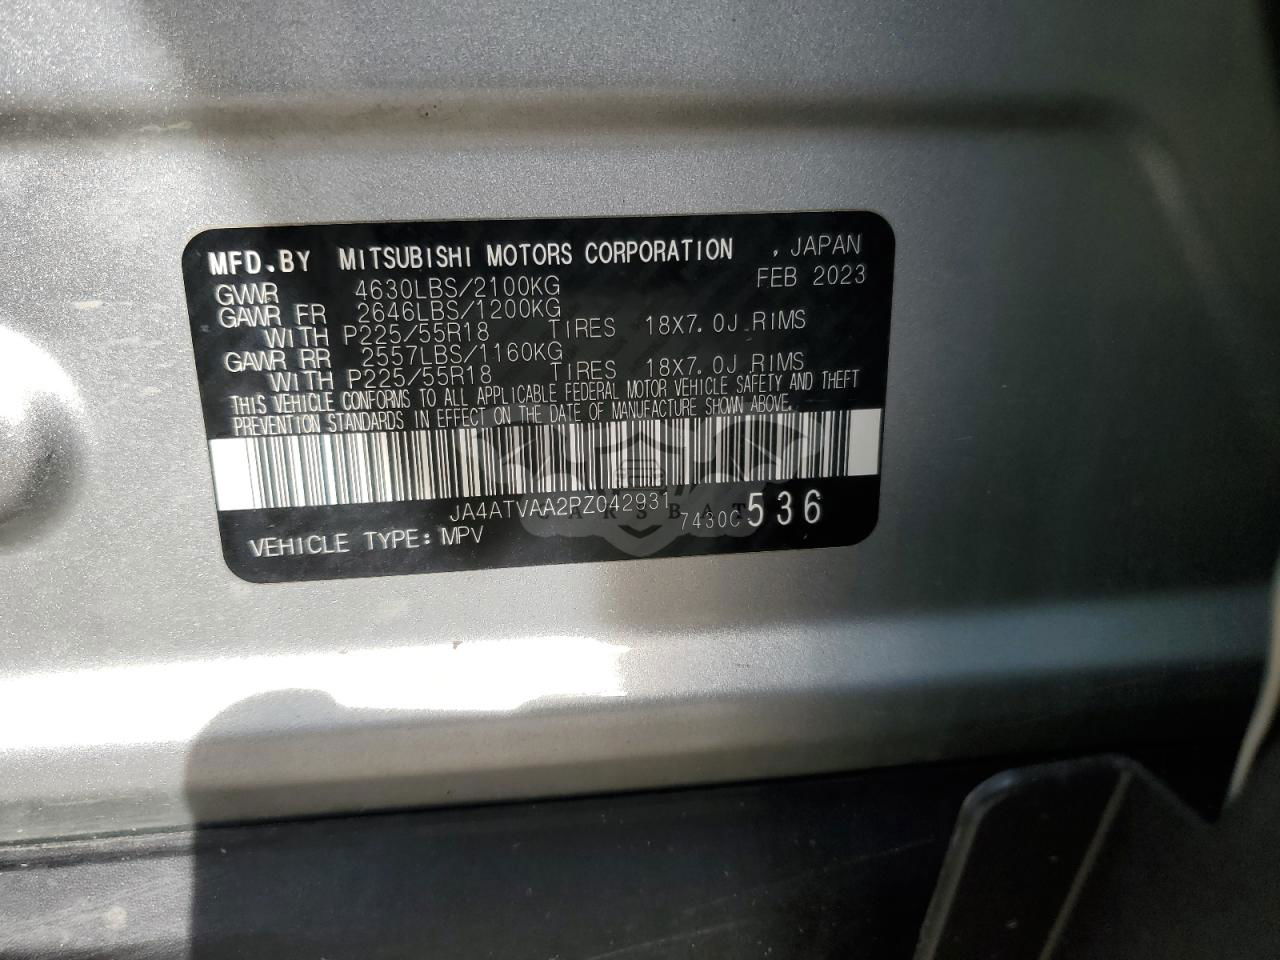 MFD.BY MITSUBISHI MOTORS CORPORATION , JAPAN
GVWR 4630LBS/2100KG FEB 2023
GAWR FR 2646LBS/1200KG
WITH P225/55R18 TIRES 18X7.0J RIMS
GAWR RR 2557LBS/1160KG
WITH P225/55R18 TIRES 18X7.0J RIMS
THIS VEHICLE CONFORMS TO ALL APPLICABLE FEDERAL MOTOR VEHICLE SAFETY AND THEFT
PREVENTION STANDARDS IN EFFECT ON THE DATE OF MANUFACTURE SHOWN ABOVE.
JA4ATVAA2PZ042931
7430C 536
VEHICLE TYPE: MPV
CARSBAT